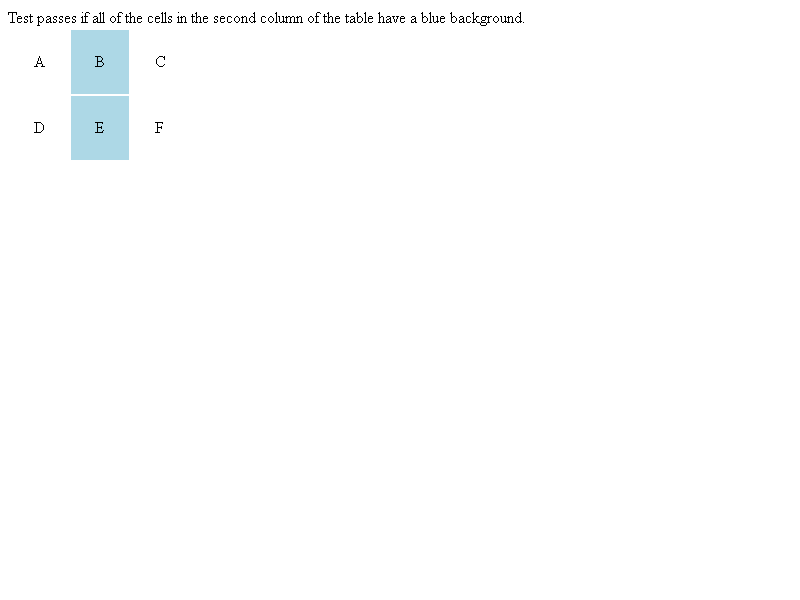 Test passes if all of the cells in the second column of the table have a blue background.
A B C
D E F